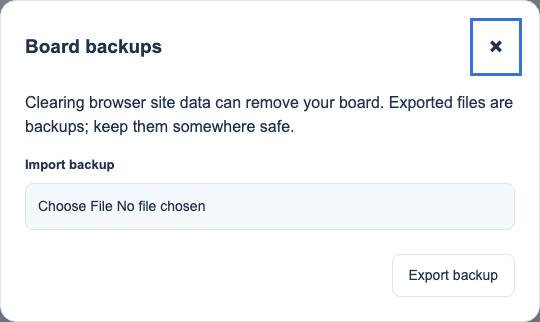 Board backups
×
Clearing browser site data can remove your board. Exported files are
backups; keep them somewhere safe.
Import backup
Choose File No file chosen
Export backup